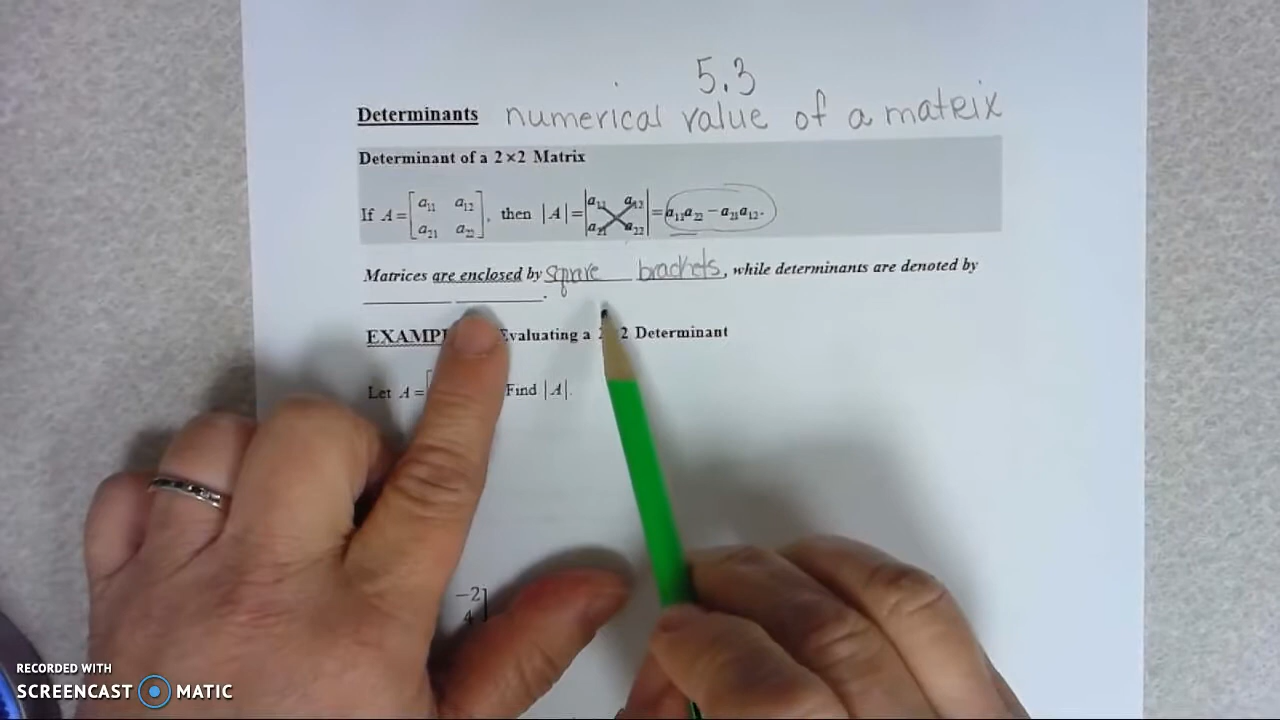 5.3
Determinants numerical value of a matrix
Determinant of a 2×2 Matrix
If A = [a₁₁ a₁₂ a₂₁ a₂₂], then |A| = |a₁₁ a₁₂ a₂₁ a₂₂| = a₁₁a₂₂ − a₂₁a₁₂.
Matrices are enclosed by square brackets, while determinants are denoted by
.
Evaluating a 2 Determinant
Let A = [ Find |A|.
−2]
4
RECORDED WITH
SCREENCAST MATIC